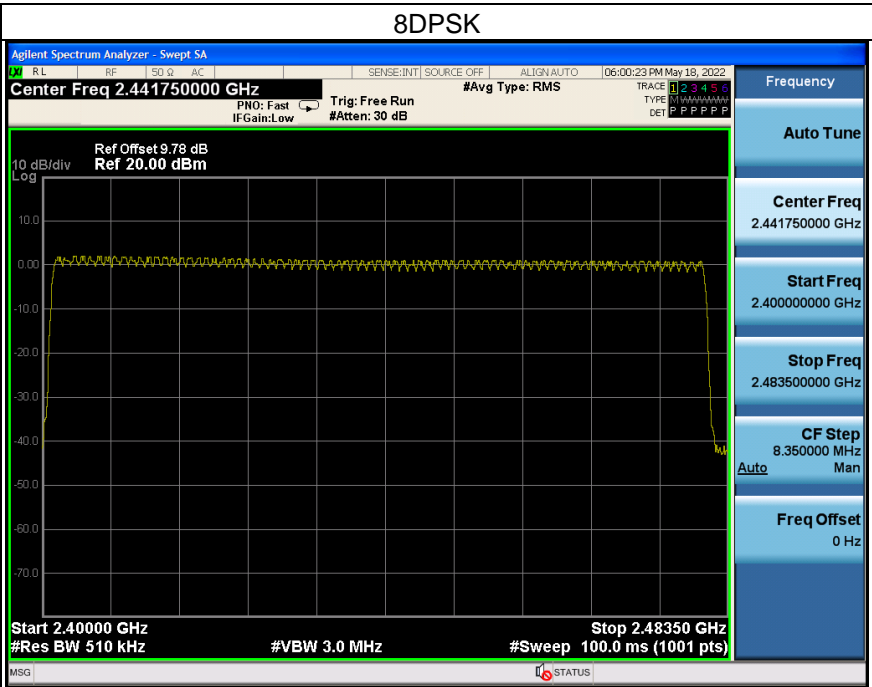 8DPSK
Agilent Spectrum Analyzer - Swept SA
LXI RL RF 50 Ω AC SENSE:INT SOURCE OFF ALIGN AUTO 06:00:23 PM May 18, 2022
Center Freq 2.441750000 GHz #Avg Type: RMS TRACE 1 2 3 4 5 6
PNO: Fast Trig: Free Run TYPE M WWWWW
IFGain:Low #Atten: 30 dB DET P P P P P P
Frequency
Auto Tune
Center Freq
2.441750000 GHz
Start Freq
2.400000000 GHz
Stop Freq
2.483500000 GHz
CF Step
8.350000 MHz
Auto Man
Freq Offset
0 Hz
Ref Offset 9.78 dB
10 dB/div Ref 20.00 dBm
Log
10.0
0.00
-10.0
-20.0
-30.0
-40.0
-50.0
-60.0
-70.0
Start 2.40000 GHz Stop 2.48350 GHz
#Res BW 510 kHz #VBW 3.0 MHz #Sweep 100.0 ms (1001 pts)
MSG STATUS